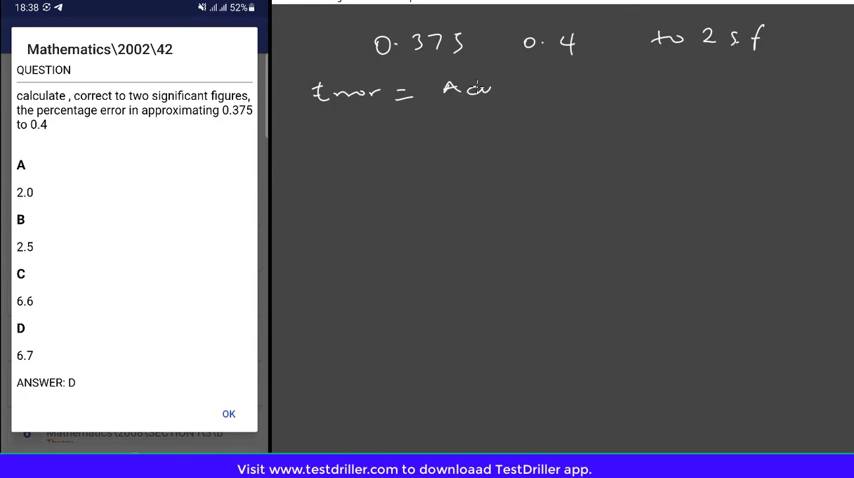 18:38 52%
Mathematics\2002\42
QUESTION
calculate , correct to two significant figures,
the percentage error in approximating 0.375
to 0.4
A
2.0
B
2.5
C
6.6
D
6.7
ANSWER: D
OK
0.375 0.4 to 2 s f
Error = Acu
Visit www.testdriller.com to downloaad TestDriller app.